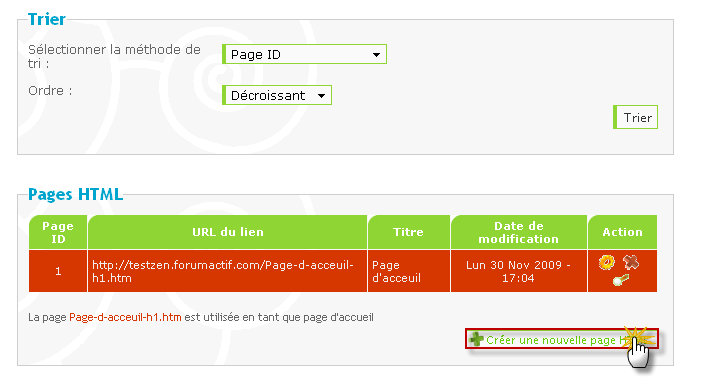 Trier
Sélectionner la méthode de
tri :
Page ID
Ordre :
Décroissant
Trier
Pages HTML
Page
ID
URL du lien
Titre
Date de
modification
Action
1
http://testzen.forumactif.com/Page-d-acceuil-
h1.htm
Page
d'acceuil
Lun 30 Nov 2009 -
17:04
La page Page-d-acceuil-h1.htm est utilisée en tant que page d'accueil
Créer une nouvelle page